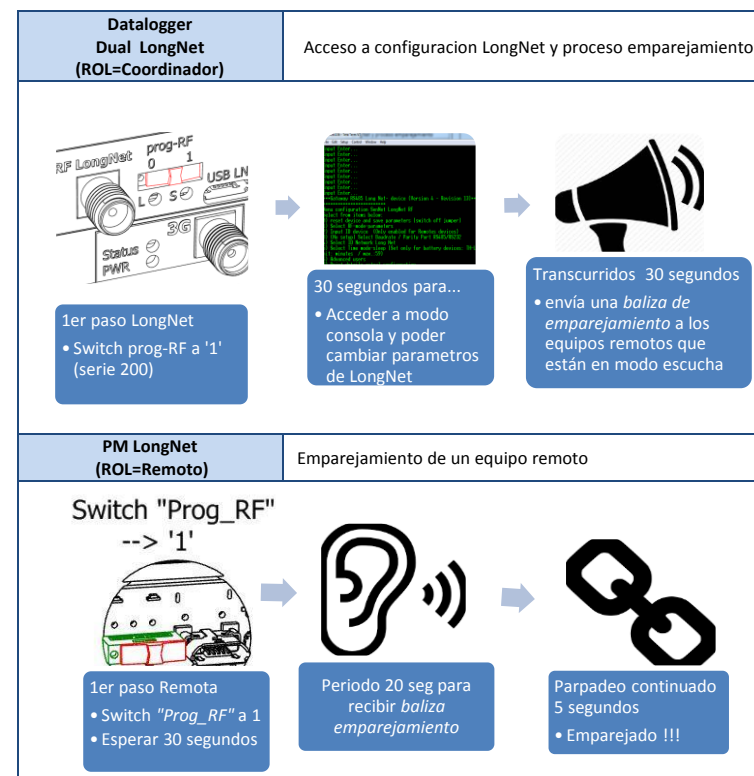 Datalogger
Dual LongNet
(ROL=Coordinador)
Acceso a configuracion LongNet y proceso emparejamiento
RF LongNet
prog-RF
0 1
USB LN
L S
3G
Status
PWR
1er paso LongNet
• Switch prog-RF a '1'
(serie 200)
30 segundos para...
• Acceder a modo
consola y poder
cambiar parametros
de LongNet
Transcurridos 30 segundos
• envía una baliza de
emparejamiento a los
equipos remotos que
están en modo escucha
PM LongNet
(ROL=Remoto)
Emparejamiento de un equipo remoto
Switch "Prog_RF"
--> '1'
1er paso Remota
• Switch "Prog_RF" a 1
• Esperar 30 segundos
Periodo 20 seg para
recibir baliza
emparejamiento
Parpadeo continuado
5 segundos
• Emparejado !!!